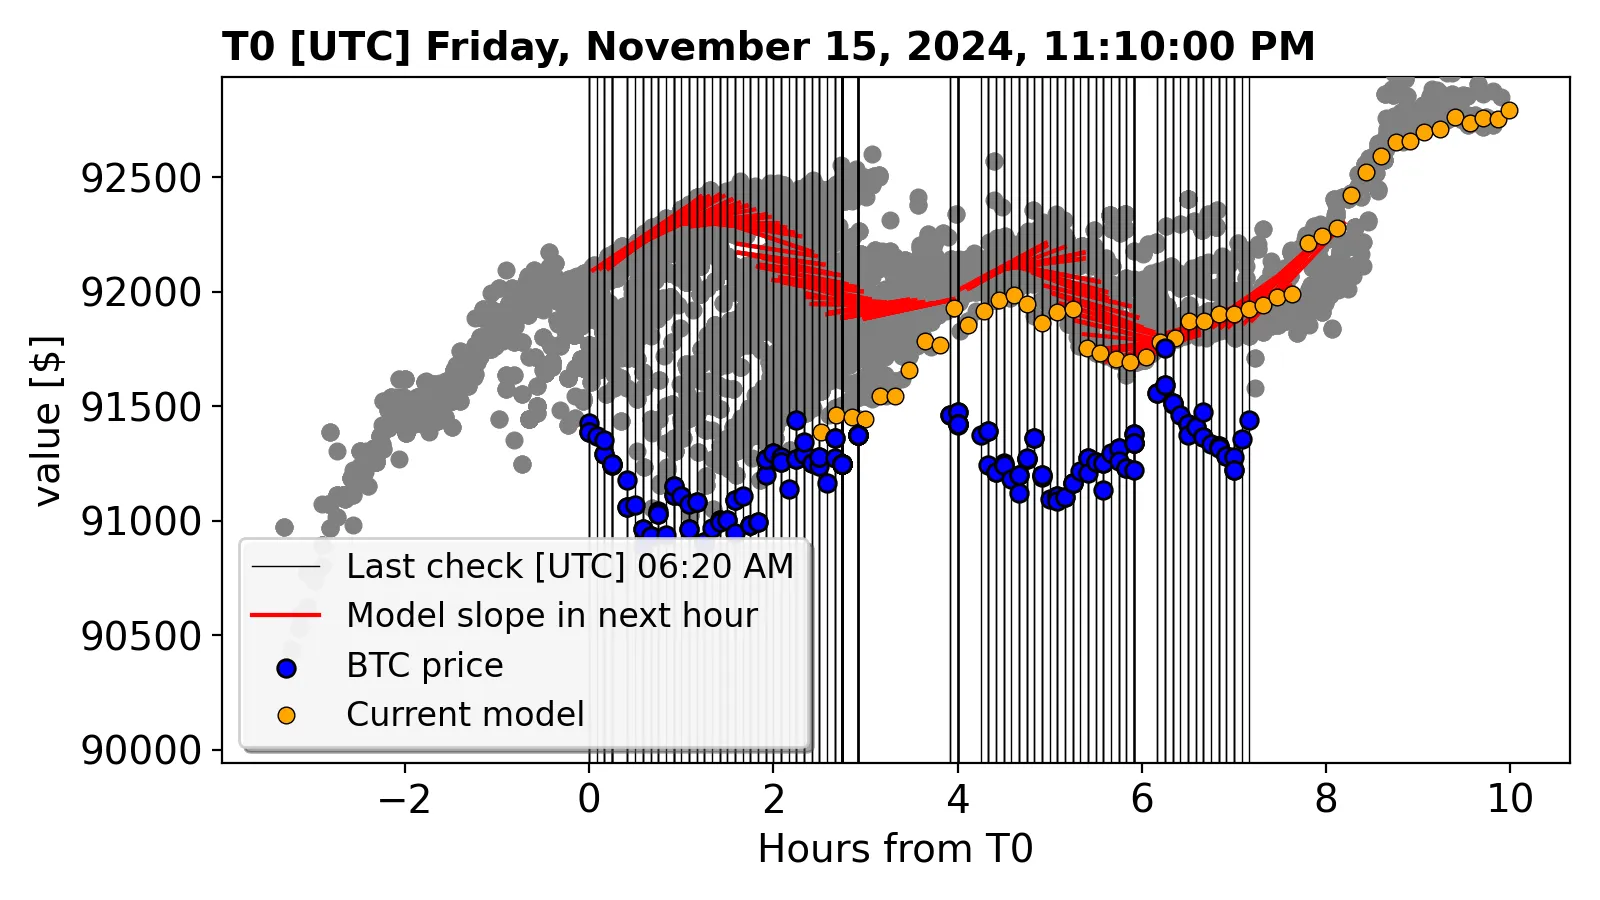 T0 [UTC] Friday, November 15, 2024, 11:10:00 PM
value [$]
92500
92000
91500
91000
90500
90000
Last check [UTC] 06:20 AM
Model slope in next hour
BTC price
Current model
−2 0 2 4 6 8 10
Hours from T0